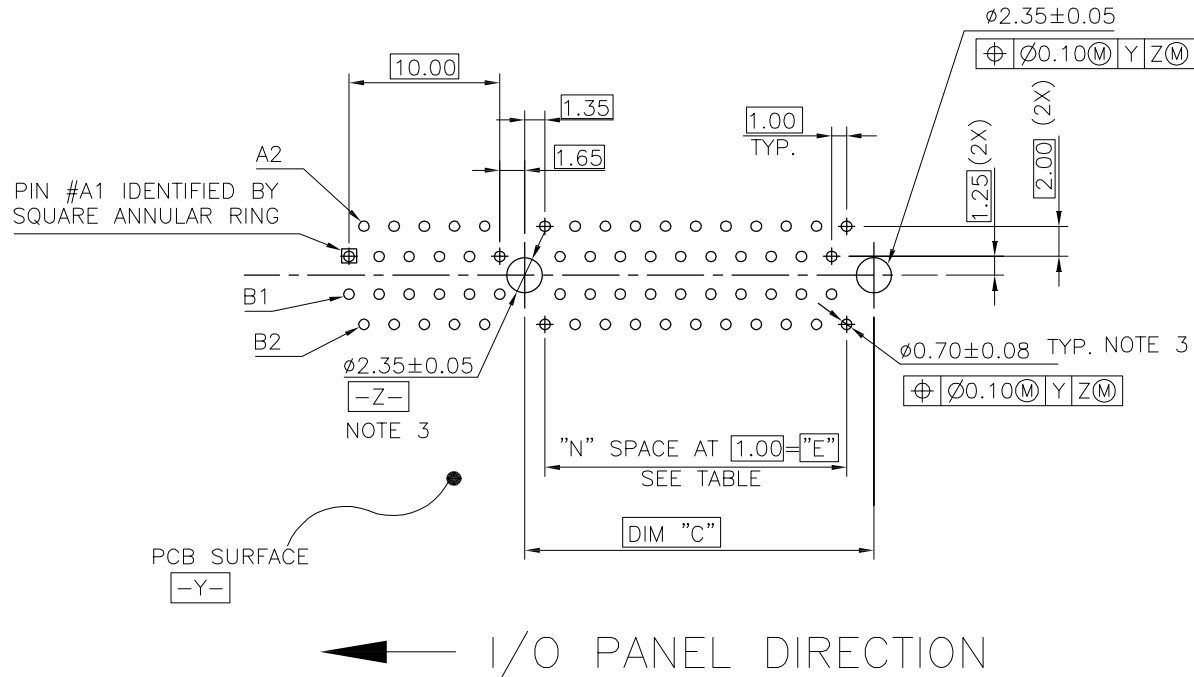 ø2.35±0.05
⌖ Ø0.10Ⓜ Y ZⓂ
10.00
1.35
1.00
TYP.
1.65
1.25 (2X)
2.00 (2X)
A2
PIN #A1 IDENTIFIED BY
SQUARE ANNULAR RING
B1
B2
ø2.35±0.05
-Z-
NOTE 3
ø0.70±0.08 TYP. NOTE 3
⌖ Ø0.10Ⓜ Y ZⓂ
"N" SPACE AT 1.00="E"
SEE TABLE
DIM "C"
PCB SURFACE
-Y-
I/O PANEL DIRECTION